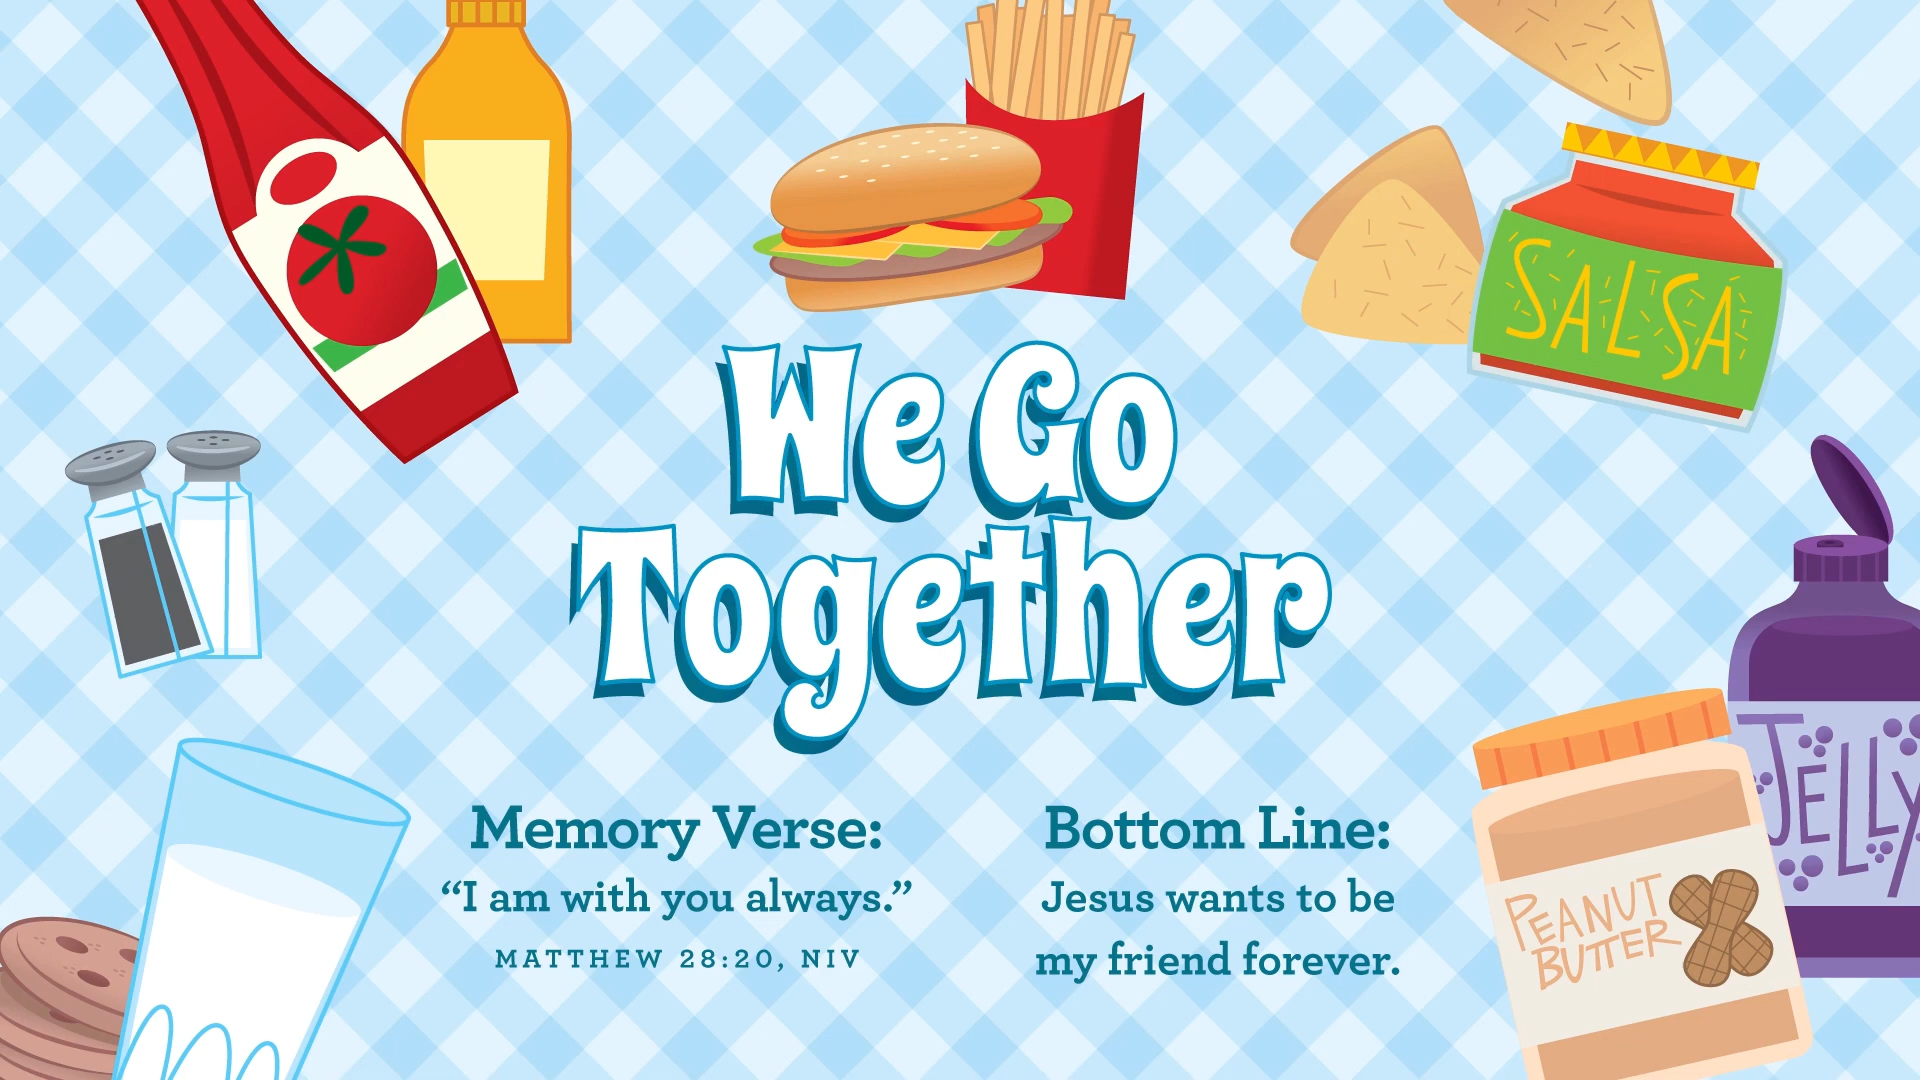 SALSA
We Go
Together
JELLY
Memory Verse:
“I am with you always.”
MATTHEW 28:20, NIV
Bottom Line:
Jesus wants to be
my friend forever.
PEANUT
BUTTER